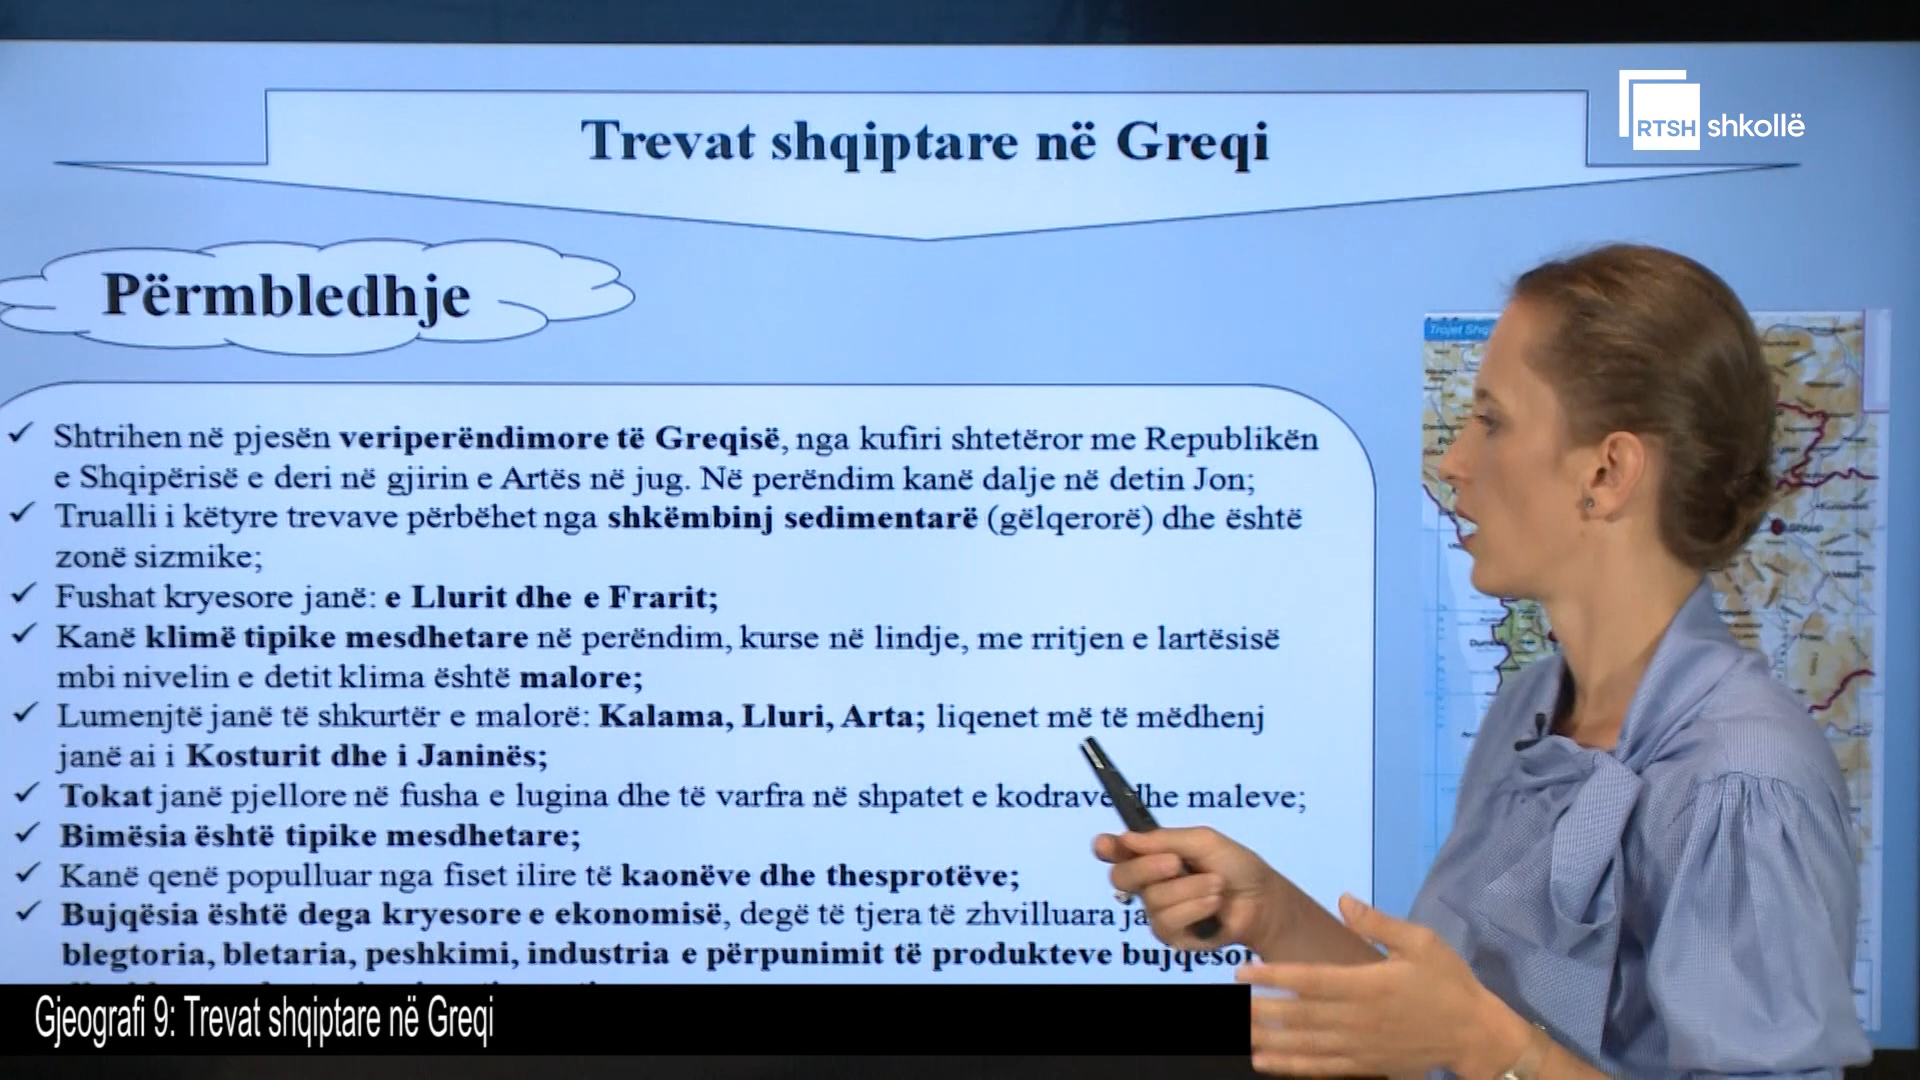 Trevat shqiptare në Greqi
RTSH shkollë
Përmbledhje
✓ Shtrihen në pjesën veriperëndimore të Greqisë, nga kufiri shtetëror me Republikën
e Shqipërisë e deri në gjirin e Artës në jug. Në perëndim kanë dalje në detin Jon;
✓ Trualli i këtyre trevave përbëhet nga shkëmbinj sedimentarë (gëlqerorë) dhe është
zonë sizmike;
✓ Fushat kryesore janë: e Llurit dhe e Frarit;
✓ Kanë klimë tipike mesdhetare në perëndim, kurse në lindje, me rritjen e lartësisë
mbi nivelin e detit klima është malore;
✓ Lumenjtë janë të shkurtër e malorë: Kalama, Lluri, Arta; liqenet më të mëdhenj
janë ai i Kosturit dhe i Janinës;
✓ Tokat janë pjellore në fusha e lugina dhe të varfra në shpatet e kodrave dhe maleve;
✓ Bimësia është tipike mesdhetare;
✓ Kanë qenë populluar nga fiset ilire të kaonëve dhe thesprotëve;
✓ Bujqësia është dega kryesore e ekonomisë, degë të tjera të zhvilluara
blegtoria, bletaria, peshkimi, industria e përpunimit të produkteve
Gjeografi 9: Trevat shqiptare në Greqi